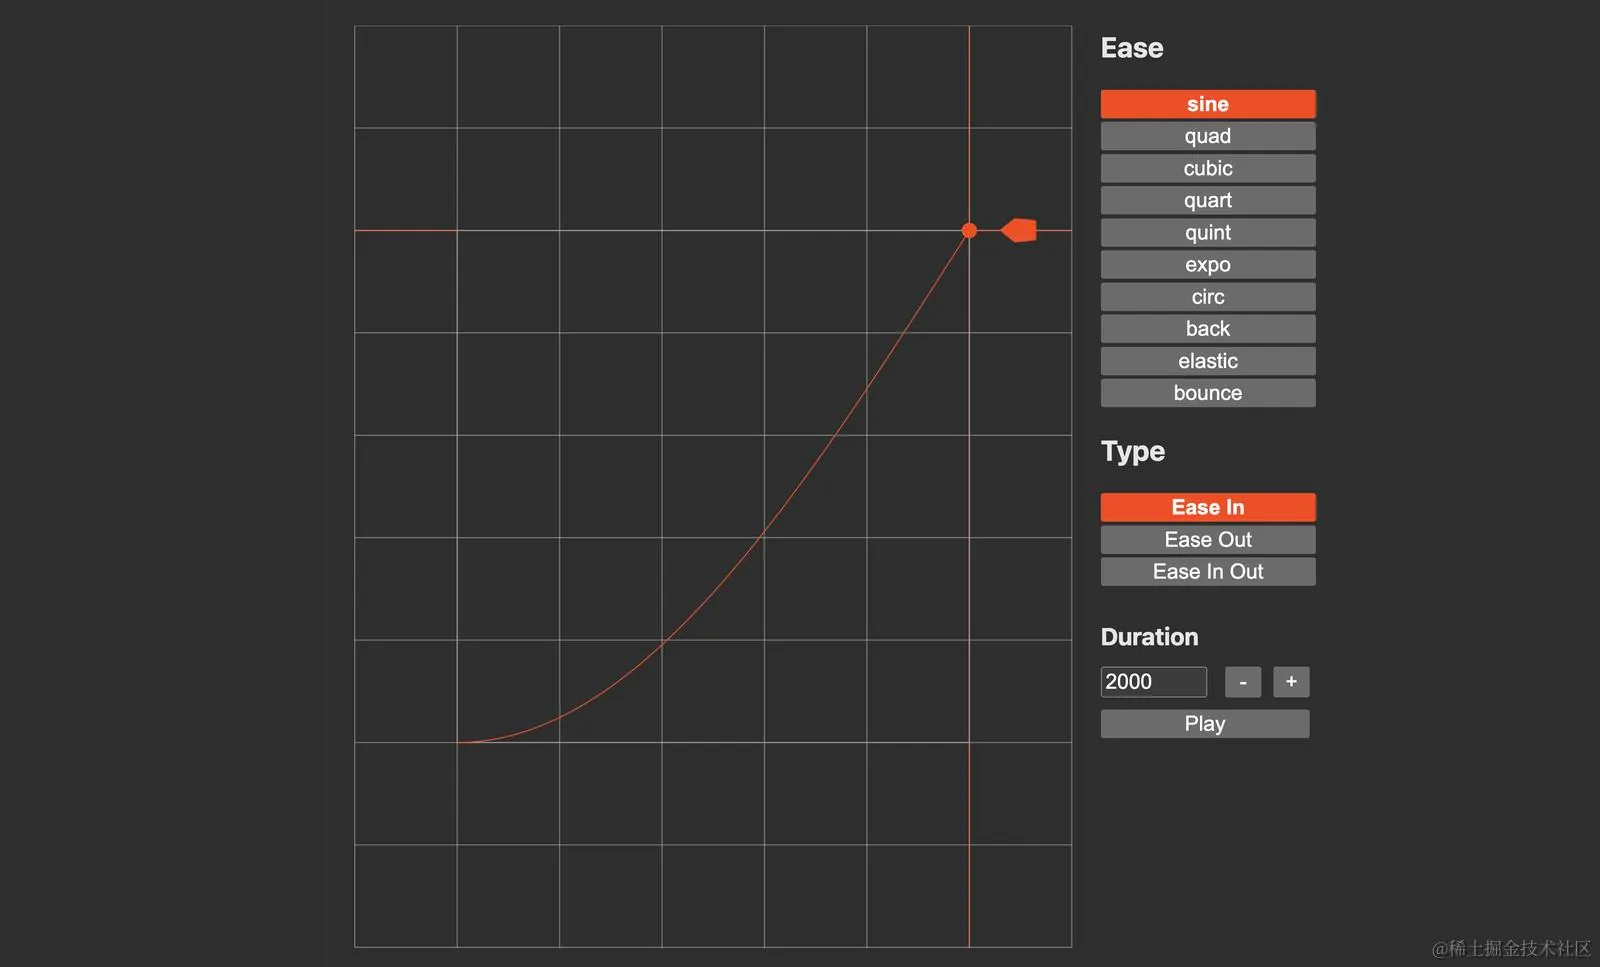 Ease
sine
quad
cubic
quart
quint
expo
circ
back
elastic
bounce
Type
Ease In
Ease Out
Ease In Out
Duration
2000
-
+
Play
@稀土掘金技术社区